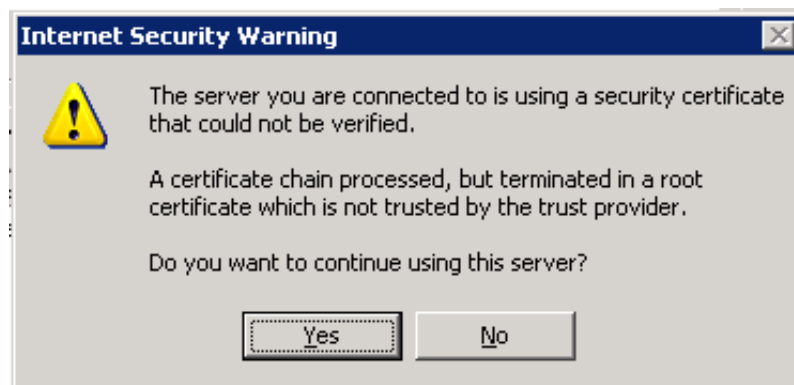 Internet Security Warning
The server you are connected to is using a security certificate
that could not be verified.
A certificate chain processed, but terminated in a root
certificate which is not trusted by the trust provider.
Do you want to continue using this server?
Yes
No